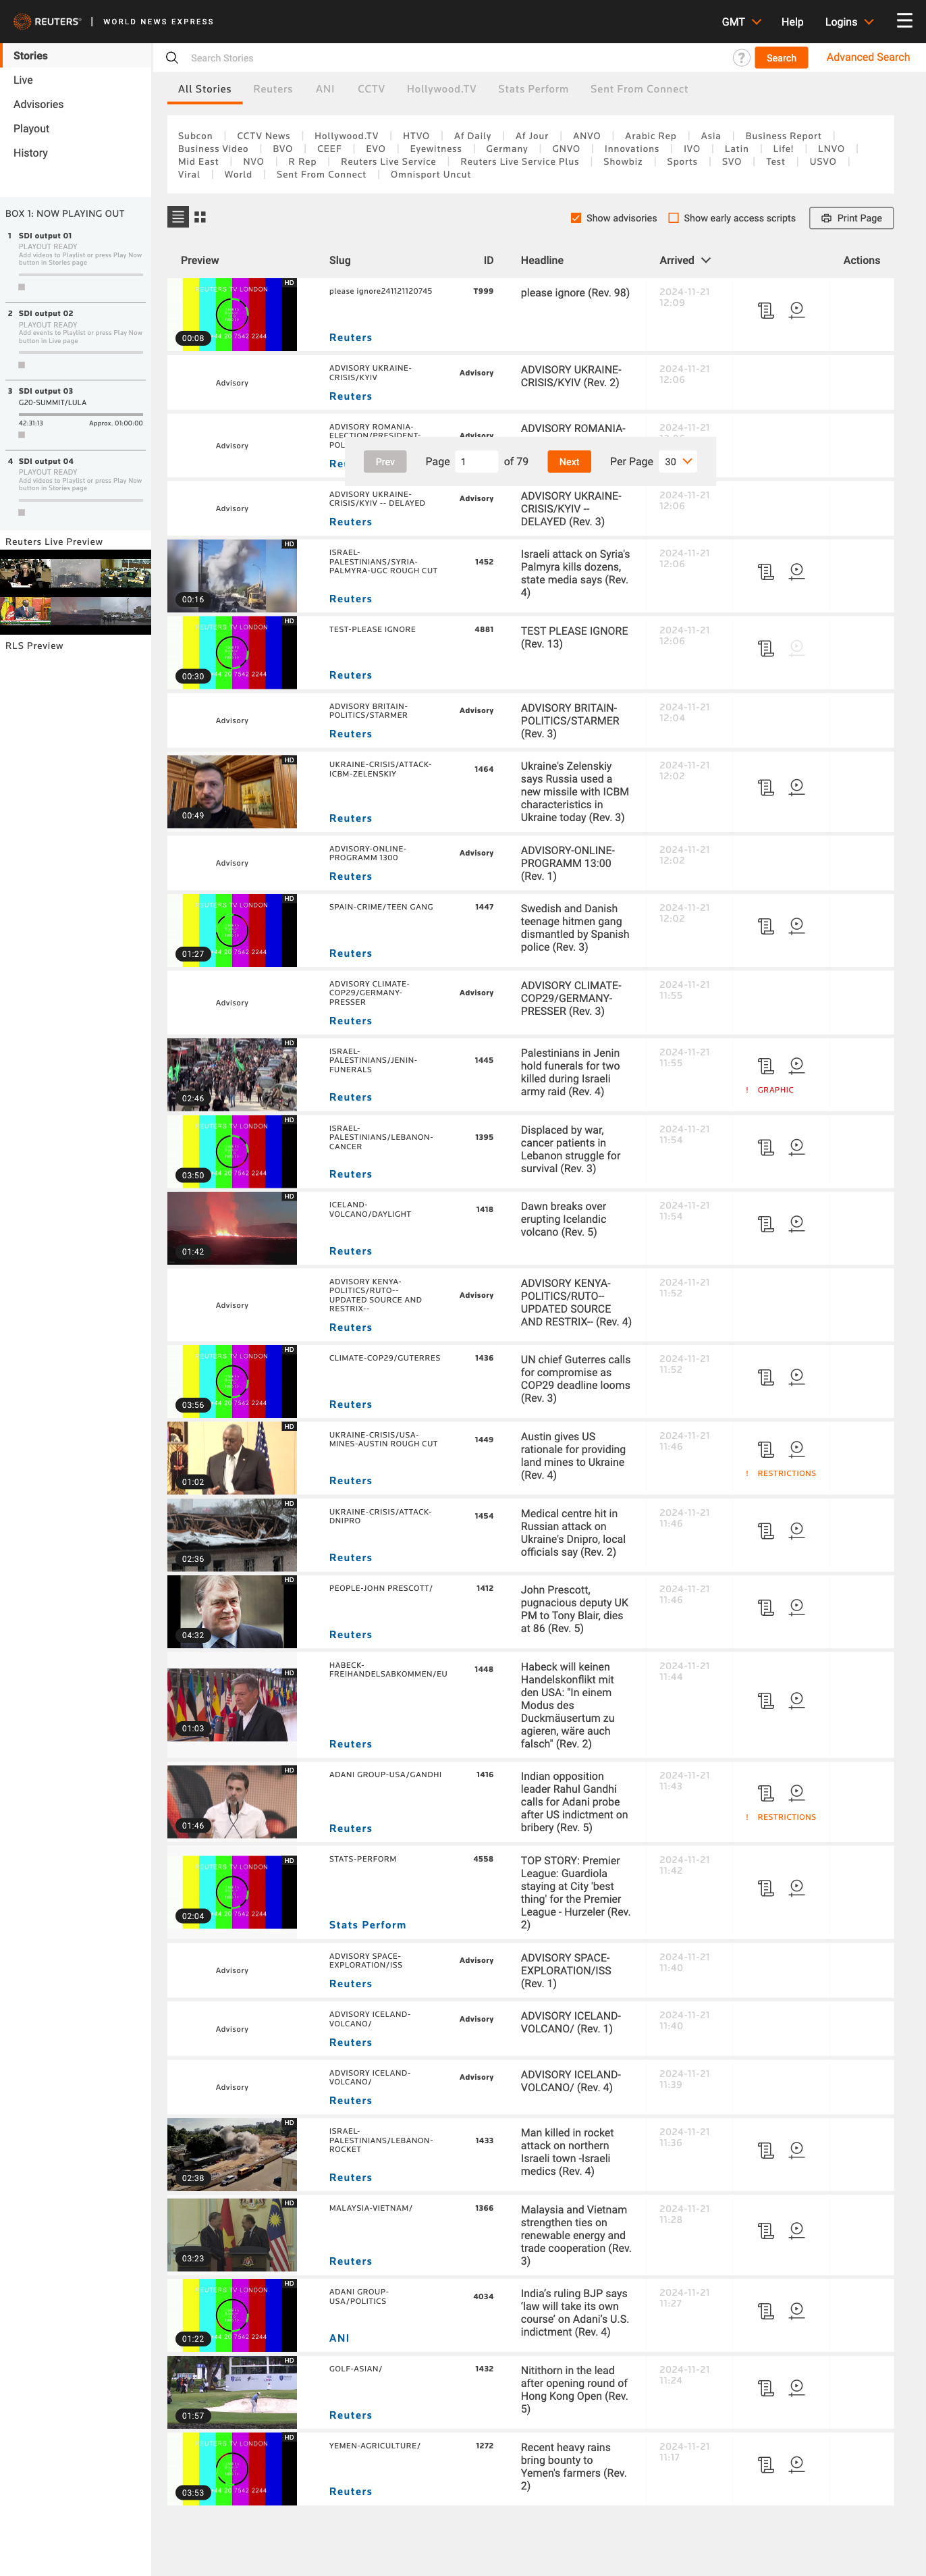 REUTERS | WORLD NEWS EXPRESS
GMT Help Logins
Stories
Live
Advisories
Playout
History
Search Stories
? Search Advanced Search
All Stories Reuters ANI CCTV Hollywood.TV Stats Perform Sent From Connect
Subcon | CCTV News | Hollywood.TV | HTVO | Af Daily | Af Jour | ANVO | Arabic Rep | Asia | Business Report |
Business Video | BVO | CEEF | EVO | Eyewitness | Germany | GNVO | Innovations | IVO | Latin | Life! | LNVO |
Mid East | NVO | R Rep | Reuters Live Service | Reuters Live Service Plus | Showbiz | Sports | SVO | Test | USVO |
Viral | World | Sent From Connect | Omnisport Uncut
BOX 1: NOW PLAYING OUT
1 SDI output 01
PLAYOUT READY
Add videos to Playlist or press Play Now
button in Stories page
2 SDI output 02
PLAYOUT READY
Add events to Playlist or press Play Now
button in Live page
3 SDI output 03
G20-SUMMIT/LULA
42:31:13 Approx. 01:00:00
4 SDI output 04
PLAYOUT READY
Add videos to Playlist or press Play Now
button in Stories page
Reuters Live Preview
RLS Preview
Show advisories Show early access scripts Print Page
Preview Slug ID Headline Arrived Actions
HD
00:08
please ignore241121120745
Reuters
T999
please ignore (Rev. 98)
2024-11-21
12:09
Advisory
ADVISORY UKRAINE-
CRISIS/KYIV
Reuters
Advisory
ADVISORY UKRAINE-
CRISIS/KYIV (Rev. 2)
2024-11-21
12:06
Advisory
ADVISORY ROMANIA-
ELECTION/PRESIDENT-
Advisory
ADVISORY ROMANIA-
2024-11-21
Prev Page 1 of 79 Next Per Page 30
Advisory
ADVISORY UKRAINE-
CRISIS/KYIV -- DELAYED
Reuters
Advisory
ADVISORY UKRAINE-
CRISIS/KYIV --
DELAYED (Rev. 3)
2024-11-21
12:06
HD
00:16
ISRAEL-
PALESTINIANS/SYRIA-
PALMYRA-UGC ROUGH CUT
Reuters
1452
Israeli attack on Syria's
Palmyra kills dozens,
state media says (Rev.
4)
2024-11-21
12:06
HD
REUTERS TV LONDON
00:30
TEST-PLEASE IGNORE
Reuters
4881
TEST PLEASE IGNORE
(Rev. 13)
2024-11-21
12:06
Advisory
ADVISORY BRITAIN-
POLITICS/STARMER
Reuters
Advisory
ADVISORY BRITAIN-
POLITICS/STARMER
(Rev. 3)
2024-11-21
12:04
HD
00:49
UKRAINE-CRISIS/ATTACK-
ICBM-ZELENSKIY
Reuters
1464
Ukraine's Zelenskiy
says Russia used a
new missile with ICBM
characteristics in
Ukraine today (Rev. 3)
2024-11-21
12:02
Advisory
ADVISORY-ONLINE-
PROGRAMM 1300
Reuters
Advisory
ADVISORY-ONLINE-
PROGRAMM 13:00
(Rev. 1)
2024-11-21
12:02
HD
01:27
SPAIN-CRIME/TEEN GANG
Reuters
1447
Swedish and Danish
teenage hitmen gang
dismantled by Spanish
police (Rev. 3)
2024-11-21
12:02
Advisory
ADVISORY CLIMATE-
COP29/GERMANY-
PRESSER
Reuters
Advisory
ADVISORY CLIMATE-
COP29/GERMANY-
PRESSER (Rev. 3)
2024-11-21
11:55
HD
02:46
ISRAEL-
PALESTINIANS/JENIN-
FUNERALS
Reuters
1445
Palestinians in Jenin
hold funerals for two
killed during Israeli
army raid (Rev. 4)
2024-11-21
11:55
! GRAPHIC
HD
03:50
ISRAEL-
PALESTINIANS/LEBANON-
CANCER
Reuters
1395
Displaced by war,
cancer patients in
Lebanon struggle for
survival (Rev. 3)
2024-11-21
11:54
HD
01:42
ICELAND-
VOLCANO/DAYLIGHT
Reuters
1418
Dawn breaks over
erupting Icelandic
volcano (Rev. 5)
2024-11-21
11:54
Advisory
ADVISORY KENYA-
POLITICS/RUTO--
UPDATED SOURCE AND
RESTRIX--
Reuters
Advisory
ADVISORY KENYA-
POLITICS/RUTO--
UPDATED SOURCE
AND RESTRIX-- (Rev. 4)
2024-11-21
11:52
HD
03:56
CLIMATE-COP29/GUTERRES
Reuters
1436
UN chief Guterres calls
for compromise as
COP29 deadline looms
(Rev. 3)
2024-11-21
11:52
HD
01:02
UKRAINE-CRISIS/USA-
MINES-AUSTIN ROUGH CUT
Reuters
1449
Austin gives US
rationale for providing
land mines to Ukraine
(Rev. 4)
2024-11-21
11:46
! RESTRICTIONS
HD
02:36
UKRAINE-CRISIS/ATTACK-
DNIPRO
Reuters
1454
Medical centre hit in
Russian attack on
Ukraine's Dnipro, local
officials say (Rev. 2)
2024-11-21
11:46
HD
04:32
PEOPLE-JOHN PRESCOTT/
Reuters
1412
John Prescott,
pugnacious deputy UK
PM to Tony Blair, dies
at 86 (Rev. 5)
2024-11-21
11:46
HD
01:03
HABECK-
FREIHANDELSABKOMMEN/EU
Reuters
1448
Habeck will keinen
Handelskonflikt mit
den USA: "In einem
Modus des
Duckmäusertum zu
agieren, wäre auch
falsch" (Rev. 2)
2024-11-21
11:44
HD
01:46
ADANI GROUP-USA/GANDHI
Reuters
1416
Indian opposition
leader Rahul Gandhi
calls for Adani probe
after US indictment on
bribery (Rev. 5)
2024-11-21
11:43
! RESTRICTIONS
HD
02:04
STATS-PERFORM
Stats Perform
4558
TOP STORY: Premier
League: Guardiola
staying at City 'best
thing' for the Premier
League - Hurzeler (Rev.
2)
2024-11-21
11:42
Advisory
ADVISORY SPACE-
EXPLORATION/ISS
Reuters
Advisory
ADVISORY SPACE-
EXPLORATION/ISS
(Rev. 1)
2024-11-21
11:40
Advisory
ADVISORY ICELAND-
VOLCANO/
Reuters
Advisory
ADVISORY ICELAND-
VOLCANO/ (Rev. 1)
2024-11-21
11:40
Advisory
ADVISORY ICELAND-
VOLCANO/
Reuters
Advisory
ADVISORY ICELAND-
VOLCANO/ (Rev. 4)
2024-11-21
11:39
HD
02:38
ISRAEL-
PALESTINIANS/LEBANON-
ROCKET
Reuters
1433
Man killed in rocket
attack on northern
Israeli town -Israeli
medics (Rev. 4)
2024-11-21
11:36
HD
03:23
MALAYSIA-VIETNAM/
Reuters
1366
Malaysia and Vietnam
strengthen ties on
renewable energy and
trade cooperation (Rev.
3)
2024-11-21
11:28
HD
01:22
ADANI GROUP-
USA/POLITICS
ANI
4034
India's ruling BJP says
'law will take its own
course' on Adani's U.S.
indictment (Rev. 4)
2024-11-21
11:27
HD
01:57
GOLF-ASIAN/
Reuters
1432
Nitithorn in the lead
after opening round of
Hong Kong Open (Rev.
5)
2024-11-21
11:24
HD
03:53
YEMEN-AGRICULTURE/
Reuters
1272
Recent heavy rains
bring bounty to
Yemen's farmers (Rev.
2)
2024-11-21
11:17